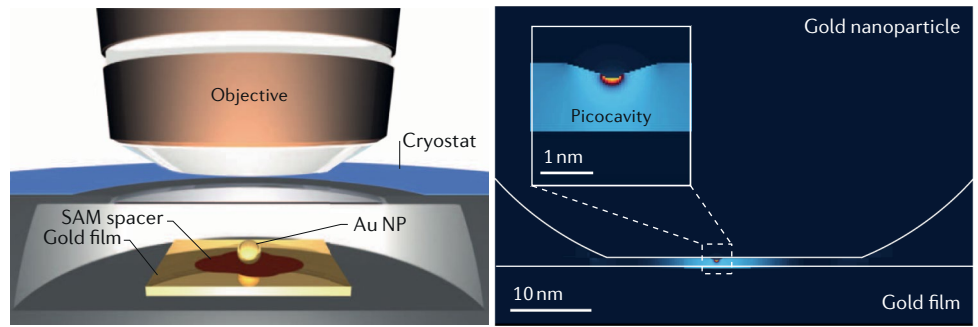 Objective
Cryostat
SAM spacer
Gold film
Au NP
Gold nanoparticle
Picocavity
1 nm
10 nm
Gold film